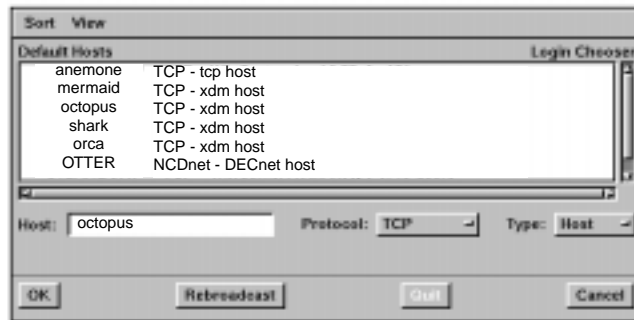 Sort View
Default Hosts Login Chooser
anemone TCP - tcp host
mermaid TCP - xdm host
octopus TCP - xdm host
shark TCP - xdm host
orca TCP - xdm host
OTTER NCDnet - DECnet host
Host: octopus Protocol: TCP Type: Host
OK Rebroadcast Quit Cancel